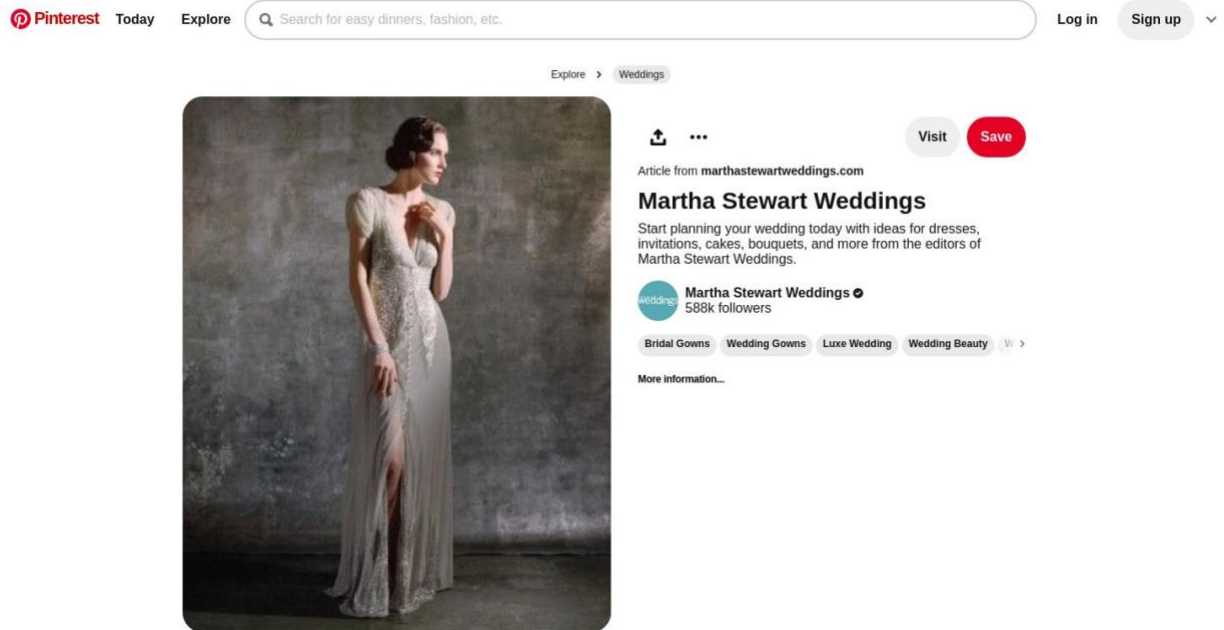 Pinterest Today Explore Search for easy dinners, fashion, etc. Log in Sign up
Explore Weddings
Visit Save
Article from marthastewartweddings.com
Martha Stewart Weddings
Start planning your wedding today with ideas for dresses,
invitations, cakes, bouquets, and more from the editors of
Martha Stewart Weddings.
weddings
Martha Stewart Weddings
588k followers
Bridal Gowns Wedding Gowns Luxe Wedding Wedding Beauty W
More information...